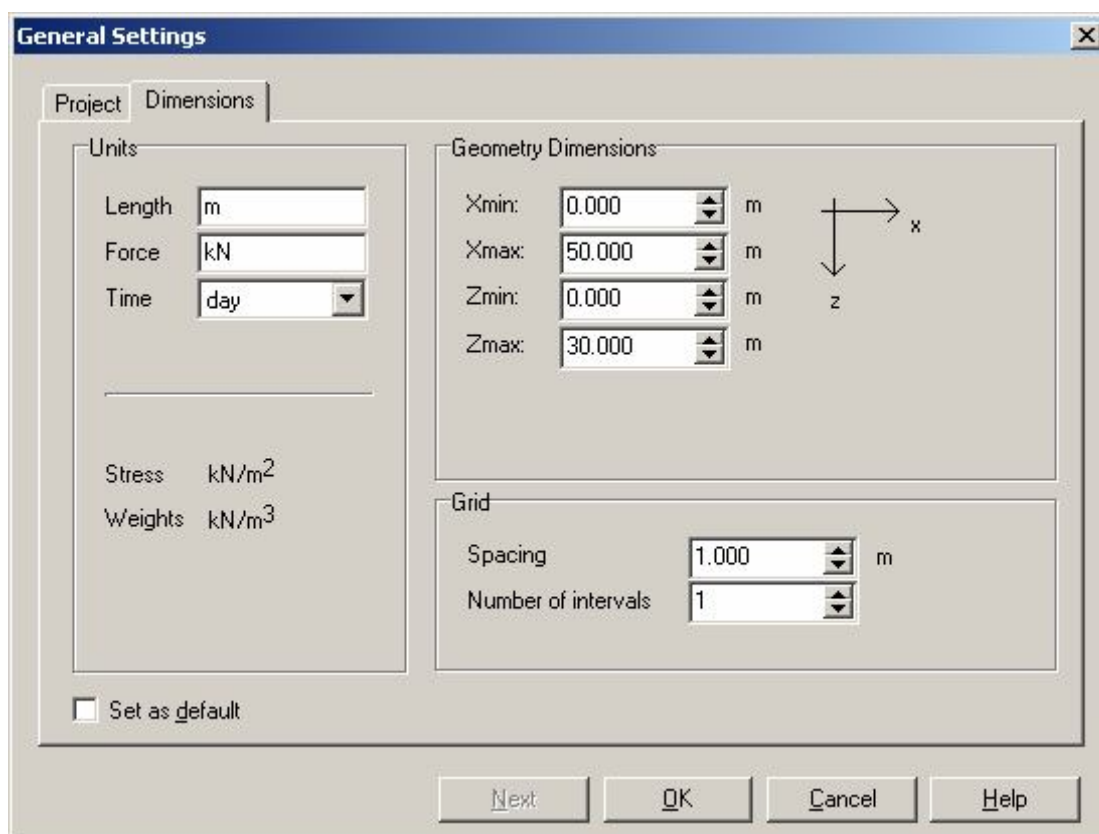 General Settings
Project Dimensions
Units
Length m
Force kN
Time day
Stress kN/m2
Weights kN/m3
Geometry Dimensions
Xmin: 0.000 m
Xmax: 50.000 m
Zmin: 0.000 m
Zmax: 30.000 m
x
z
Grid
Spacing 1.000 m
Number of intervals 1
Set as default
Next OK Cancel Help